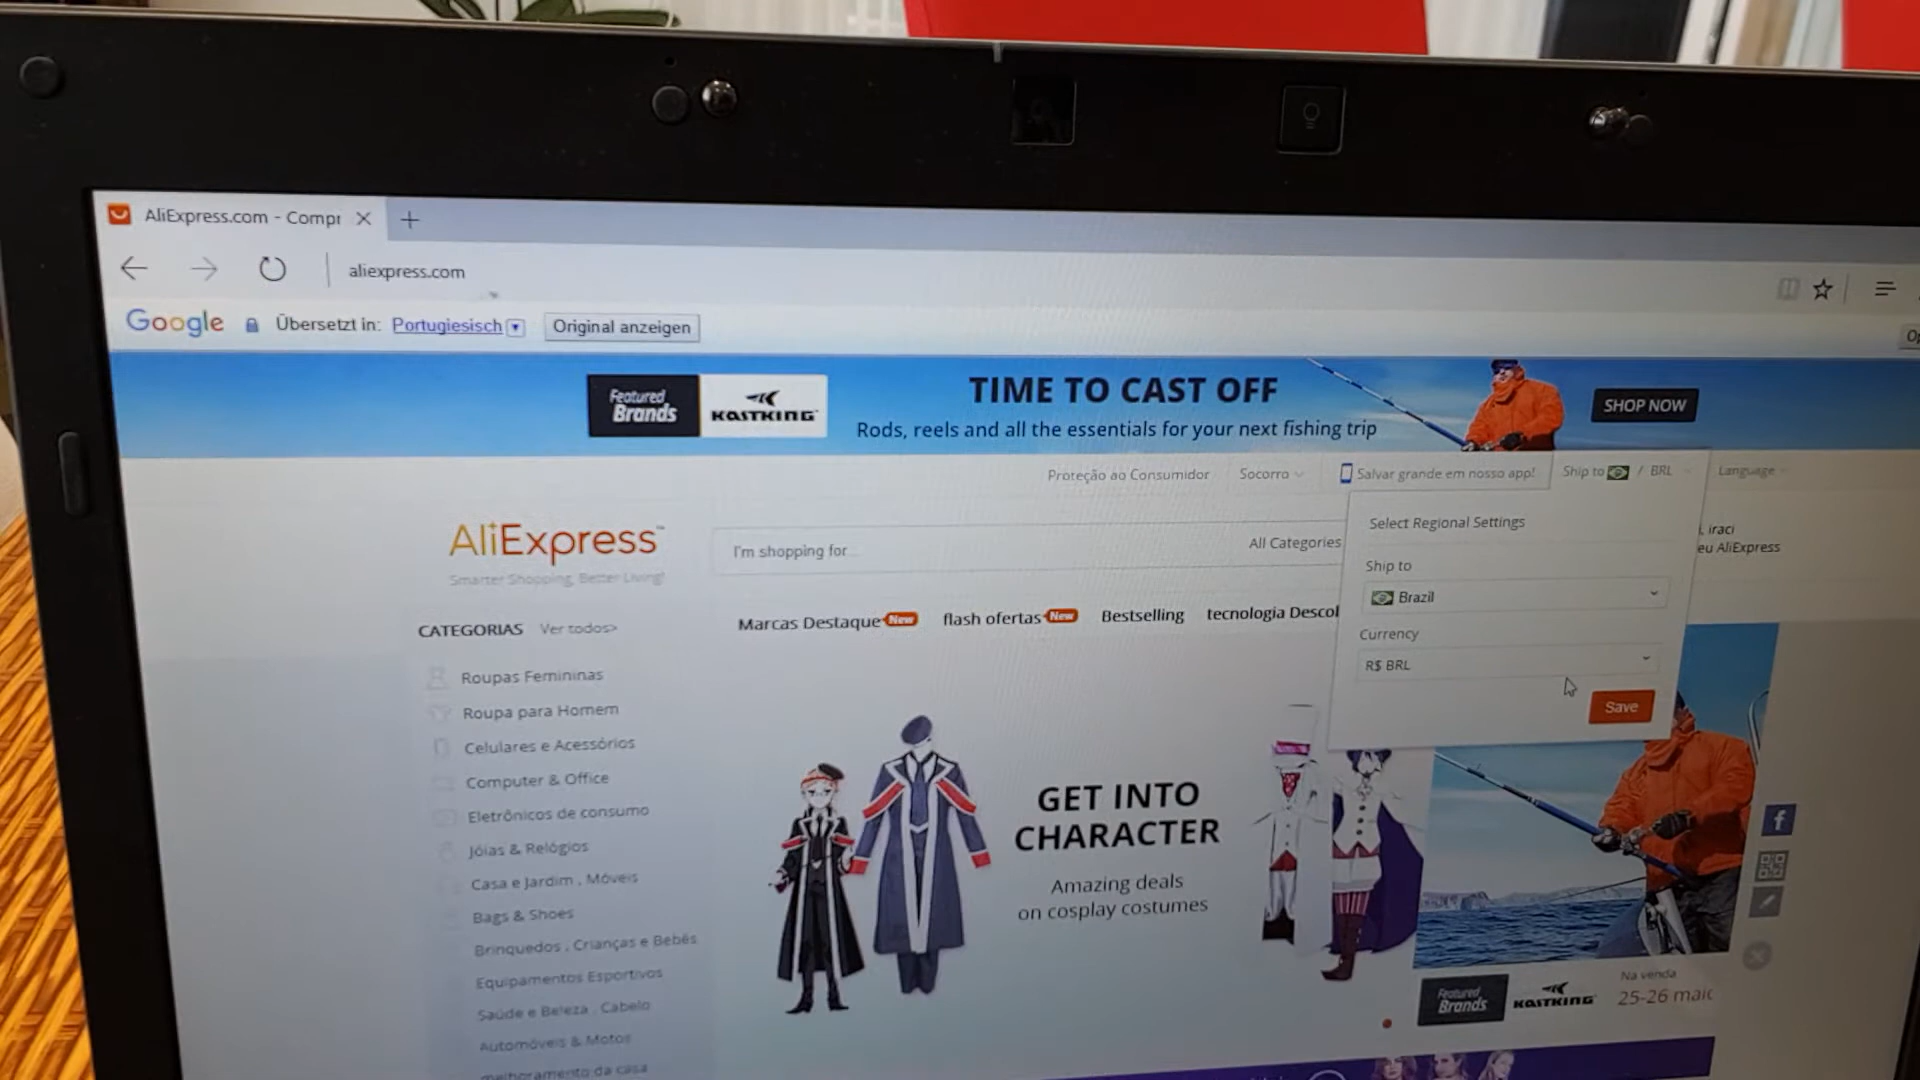 AliExpress.com - Compr
aliexpress.com
Google Übersetzt in: Portugiesisch Original anzeigen
Featured
Brands
KASTKING
TIME TO CAST OFF
Rods, reels and all the essentials for your next fishing trip
SHOP NOW
Proteção ao Consumidor Socorro Salvar grande em nosso app! Ship to / BRL Language
AliExpress™
Smarter Shopping, Better Living!
I'm shopping for...
All Categories
Select Regional Settings
Ship to
Brazil
Currency
R$ BRL
Save
iraci
eu AliExpress
CATEGORIAS Ver todos>
Marcas Destaque New flash ofertas New Bestselling tecnologia Descol
Roupas Femininas
Roupa para Homem
Celulares e Acessórios
Computer & Office
Eletrônicos de consumo
Jóias & Relógios
Casa e Jardim , Móveis
Bags & Shoes
Brinquedos , Crianças e Bebês
Equipamentos Esportivos
Saúde e Beleza , Cabelo
Automóveis & Motos
melhoramento da casa
GET INTO
CHARACTER
Amazing deals
on cosplay costumes
Featured
Brands
KASTKING
Na venda
25-26 maio